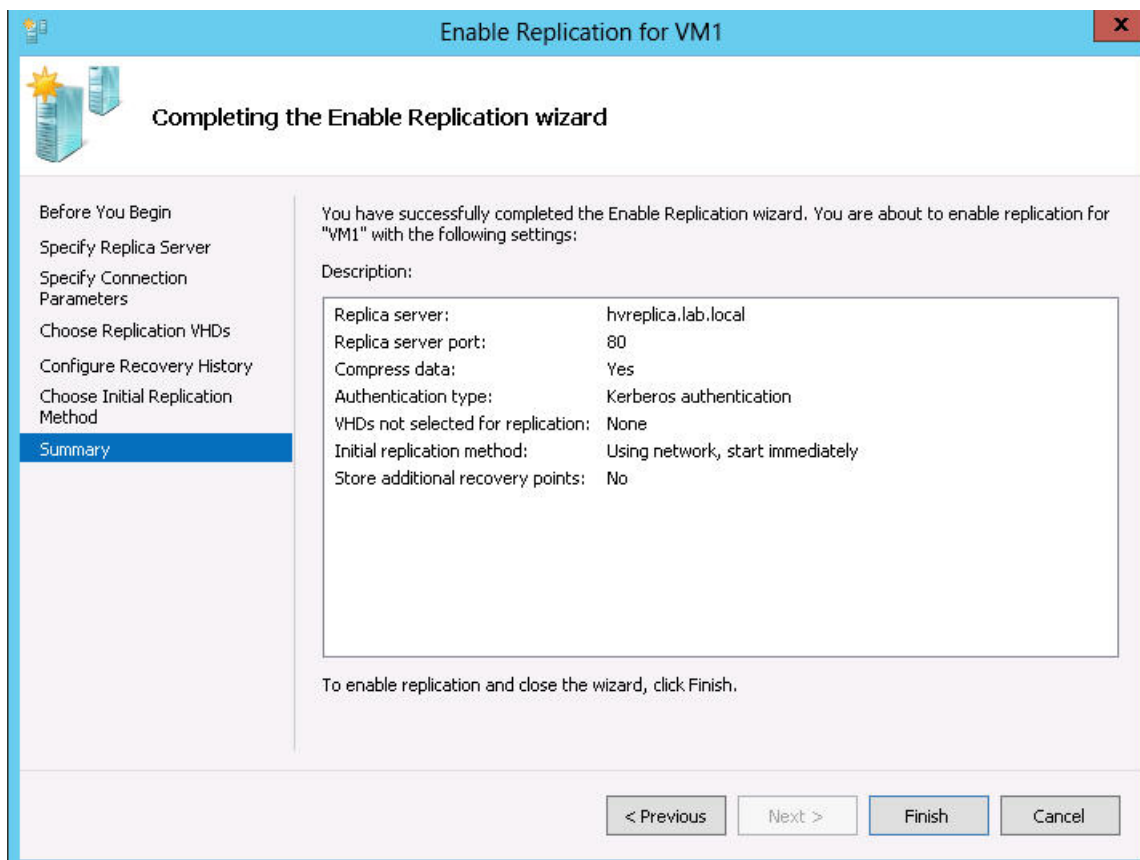 Enable Replication for VM1
x
Completing the Enable Replication wizard
Before You Begin
Specify Replica Server
Specify Connection
Parameters
Choose Replication VHDs
Configure Recovery History
Choose Initial Replication
Method
Summary
You have successfully completed the Enable Replication wizard. You are about to enable replication for
"VM1" with the following settings:
Description:
Replica server: hvreplica.lab.local
Replica server port: 80
Compress data: Yes
Authentication type: Kerberos authentication
VHDs not selected for replication: None
Initial replication method: Using network, start immediately
Store additional recovery points: No
To enable replication and close the wizard, click Finish.
< Previous Next > Finish Cancel